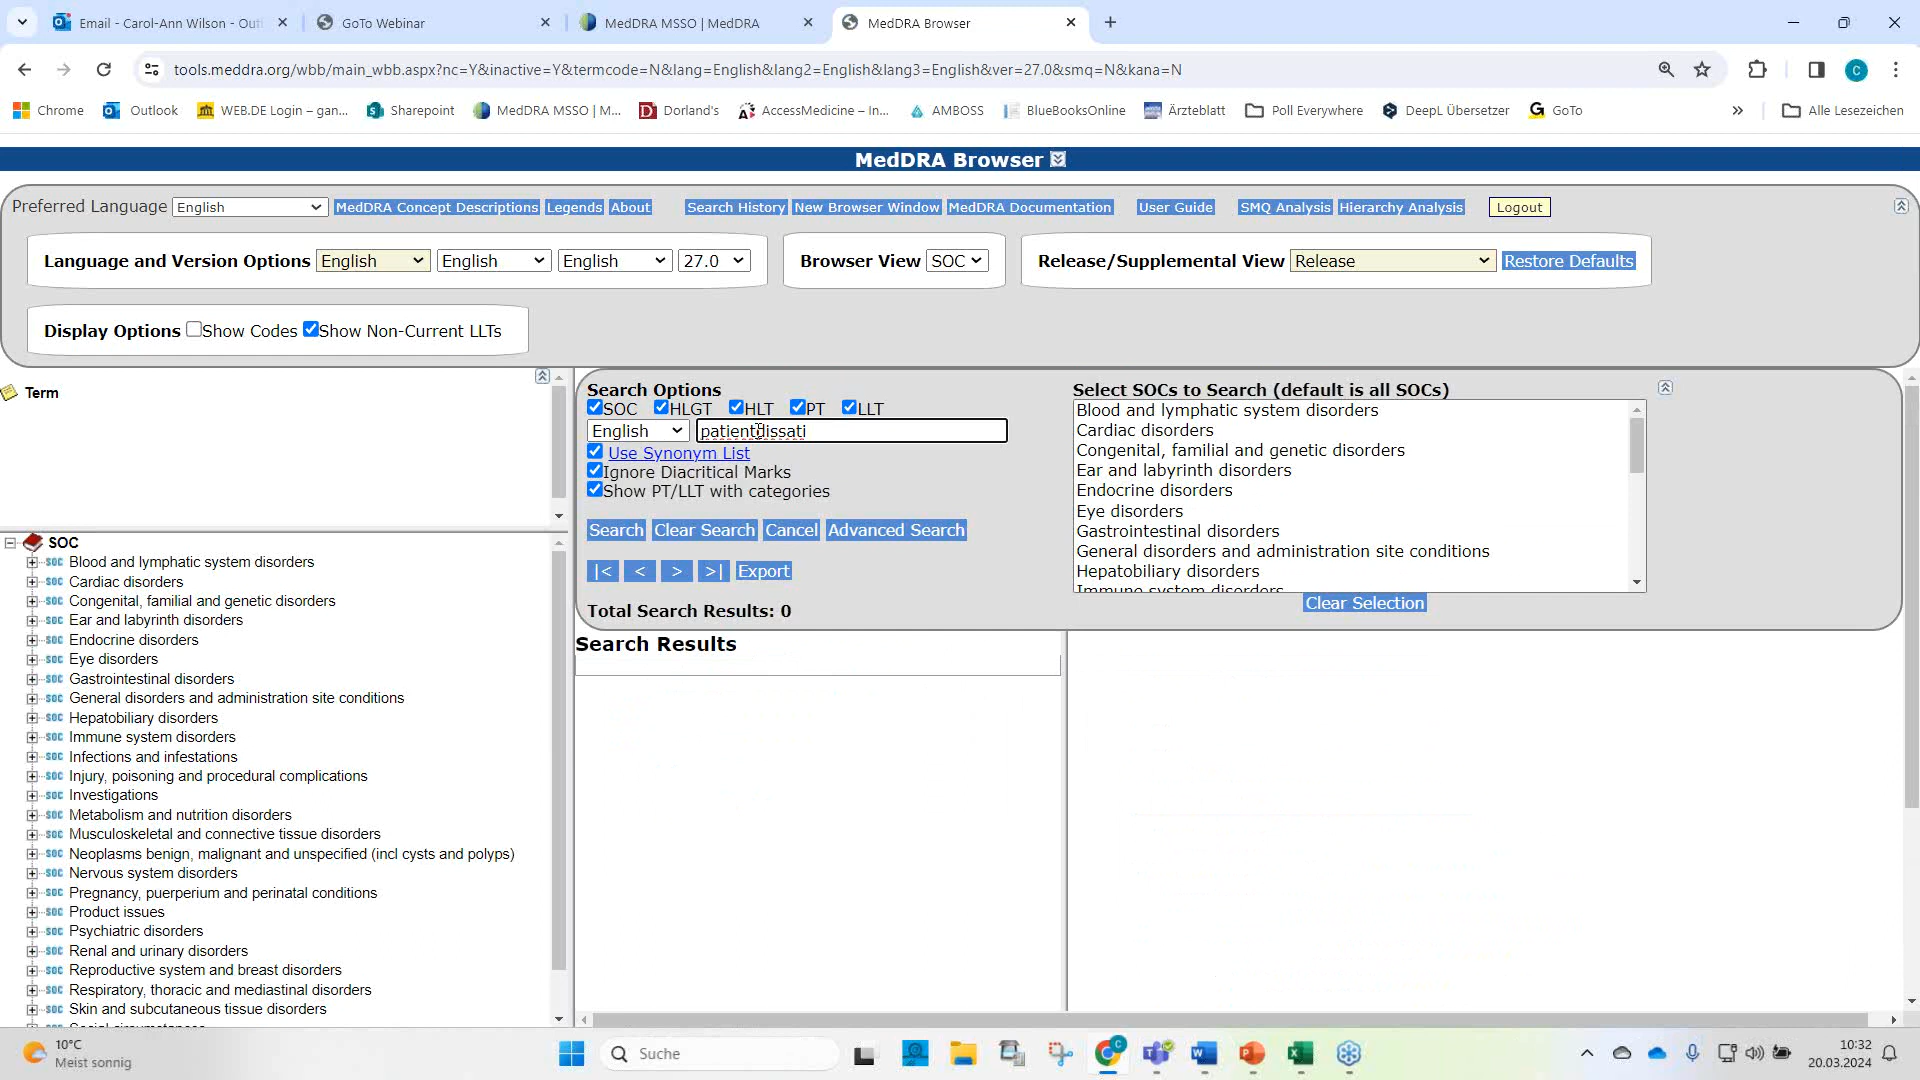 Email - Carol-Ann Wilson - Out
GoTo Webinar
MedDRA MSSO | MedDRA
MedDRA Browser
tools.meddra.org/wbb/main_wbb.aspx?nc=Y&inactive=Y&termcode=N&lang=English&lang2=English&lang3=English&ver=27.0&smq=N&kana=N
C
Chrome
Outlook
WEB.DE Login – gan...
Sharepoint
MedDRA MSSO | M...
Dorland's
AccessMedicine – In...
AMBOSS
BlueBooksOnline
Ärzteblatt
Poll Everywhere
DeepL Übersetzer
GoTo
»
Alle Lesezeichen
MedDRA Browser
Preferred Language English MedDRA Concept Descriptions Legends About Search History New Browser Window MedDRA Documentation User Guide SMQ Analysis Hierarchy Analysis Logout
Language and Version Options English English English 27.0
Browser View SOC
Release/Supplemental View Release Restore Defaults
Display Options Show Codes Show Non-Current LLTs
Term
SOC
Blood and lymphatic system disorders
Cardiac disorders
Congenital, familial and genetic disorders
Ear and labyrinth disorders
Endocrine disorders
Eye disorders
Gastrointestinal disorders
General disorders and administration site conditions
Hepatobiliary disorders
Immune system disorders
Infections and infestations
Injury, poisoning and procedural complications
Investigations
Metabolism and nutrition disorders
Musculoskeletal and connective tissue disorders
Neoplasms benign, malignant and unspecified (incl cysts and polyps)
Nervous system disorders
Pregnancy, puerperium and perinatal conditions
Product issues
Psychiatric disorders
Renal and urinary disorders
Reproductive system and breast disorders
Respiratory, thoracic and mediastinal disorders
Skin and subcutaneous tissue disorders
Search Options
SOC HLGT HLT PT LLT
English patient dissati
Use Synonym List
Ignore Diacritical Marks
Show PT/LLT with categories
Search Clear Search Cancel Advanced Search
|< < > >| Export
Total Search Results: 0
Search Results
Select SOCs to Search (default is all SOCs)
Blood and lymphatic system disorders
Cardiac disorders
Congenital, familial and genetic disorders
Ear and labyrinth disorders
Endocrine disorders
Eye disorders
Gastrointestinal disorders
General disorders and administration site conditions
Hepatobiliary disorders
Immune system disorders
Clear Selection
10°C
Meist sonnig
Suche
10:32
20.03.2024